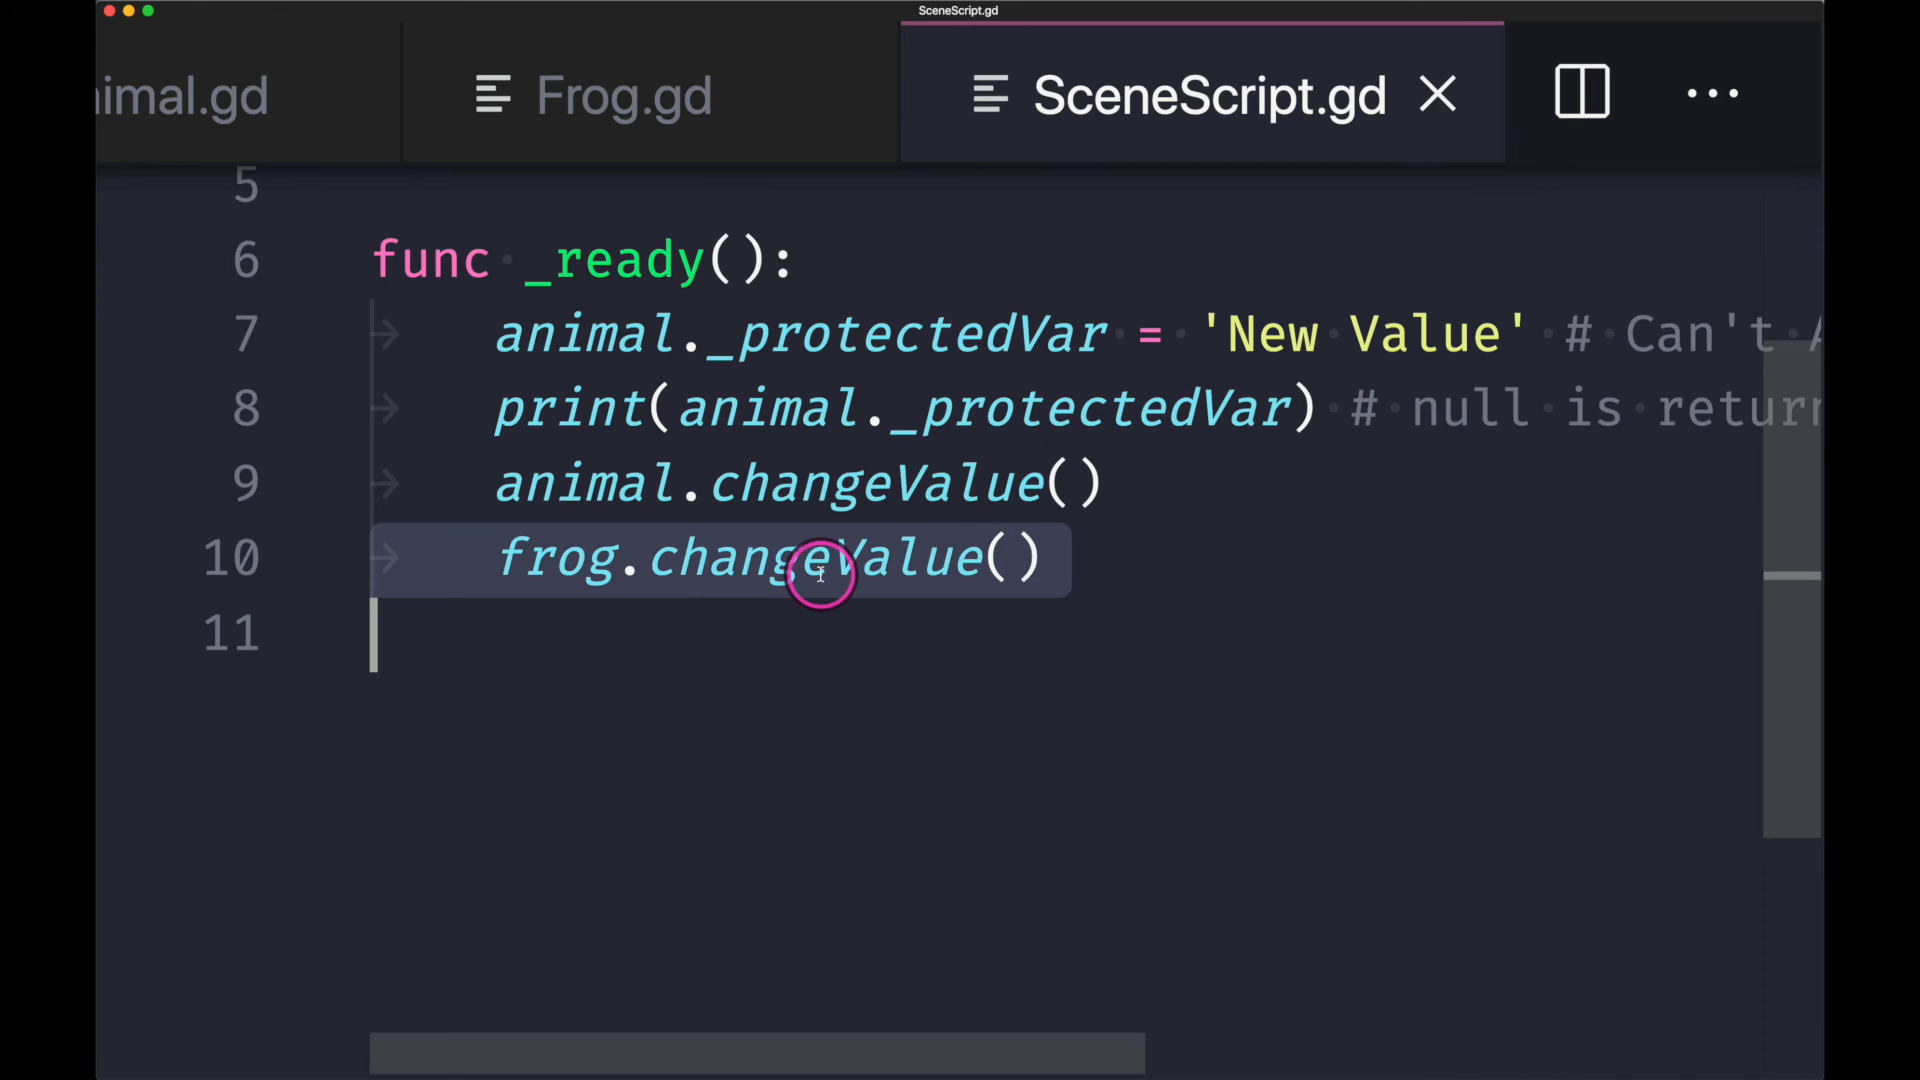 SceneScript.gd
imal.gd Frog.gd SceneScript.gd
5
6 func _ready():
7 animal._protectedVar = 'New Value' # Can't
8 print(animal._protectedVar) # null is return
9 animal.changeValue()
10 frog.changeValue()
11